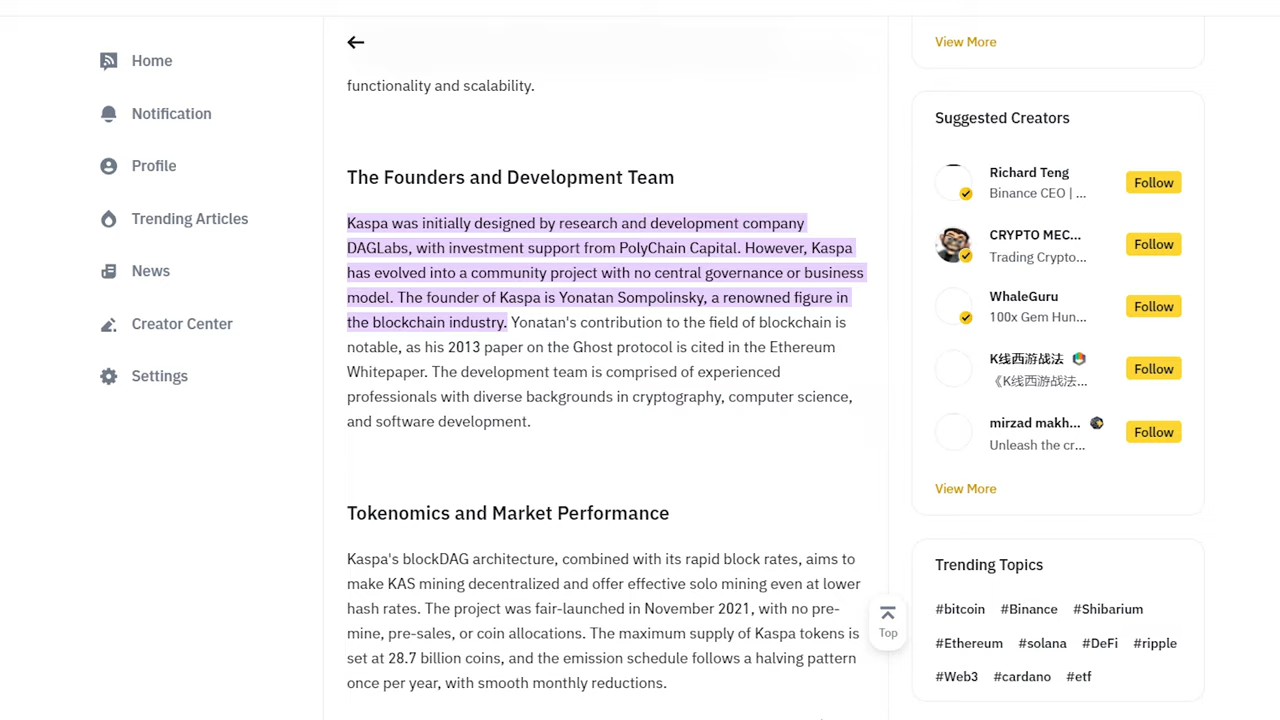 Home
Notification
Profile
Trending Articles
News
Creator Center
Settings
functionality and scalability.
The Founders and Development Team
Kaspa was initially designed by research and development company
DAGLabs, with investment support from PolyChain Capital. However, Kaspa
has evolved into a community project with no central governance or business
model. The founder of Kaspa is Yonatan Sompolinsky, a renowned figure in
the blockchain industry. Yonatan's contribution to the field of blockchain is
notable, as his 2013 paper on the Ghost protocol is cited in the Ethereum
Whitepaper. The development team is comprised of experienced
professionals with diverse backgrounds in cryptography, computer science,
and software development.
Tokenomics and Market Performance
Kaspa's blockDAG architecture, combined with its rapid block rates, aims to
make KAS mining decentralized and offer effective solo mining even at lower
hash rates. The project was fair-launched in November 2021, with no pre-
mine, pre-sales, or coin allocations. The maximum supply of Kaspa tokens is
set at 28.7 billion coins, and the emission schedule follows a halving pattern
once per year, with smooth monthly reductions.
Top
View More
Suggested Creators
Richard Teng
Binance CEO | ...
Follow
CRYPTO MEC...
Trading Crypto...
Follow
WhaleGuru
100x Gem Hun...
Follow
K线西游战法
《K线西游战法...
Follow
mirzad makh...
Unleash the cr...
Follow
View More
Trending Topics
#bitcoin #Binance #Shibarium
#Ethereum #solana #DeFi #ripple
#Web3 #cardano #etf